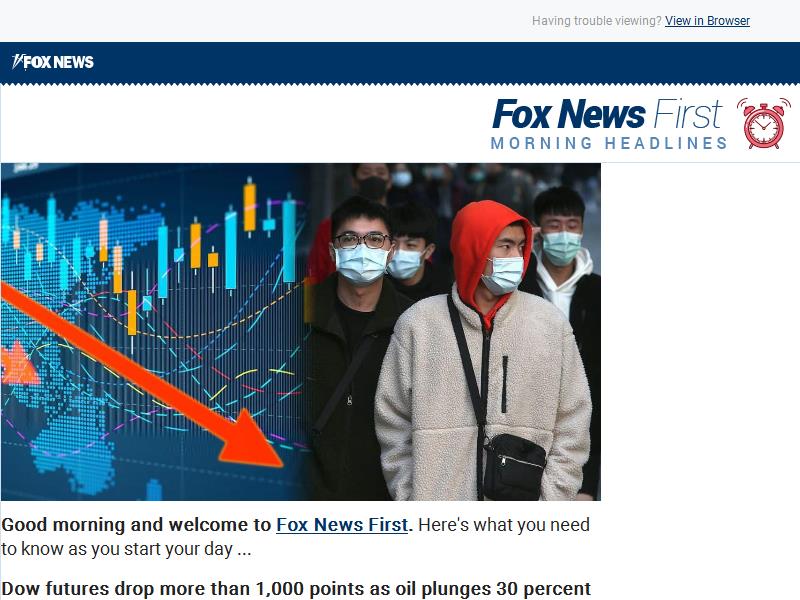 Having trouble viewing? View in Browser
FOX NEWS
Fox News First
MORNING HEADLINES
Good morning and welcome to Fox News First. Here's what you need
to know as you start your day ...
Dow futures drop more than 1,000 points as oil plunges 30 percent